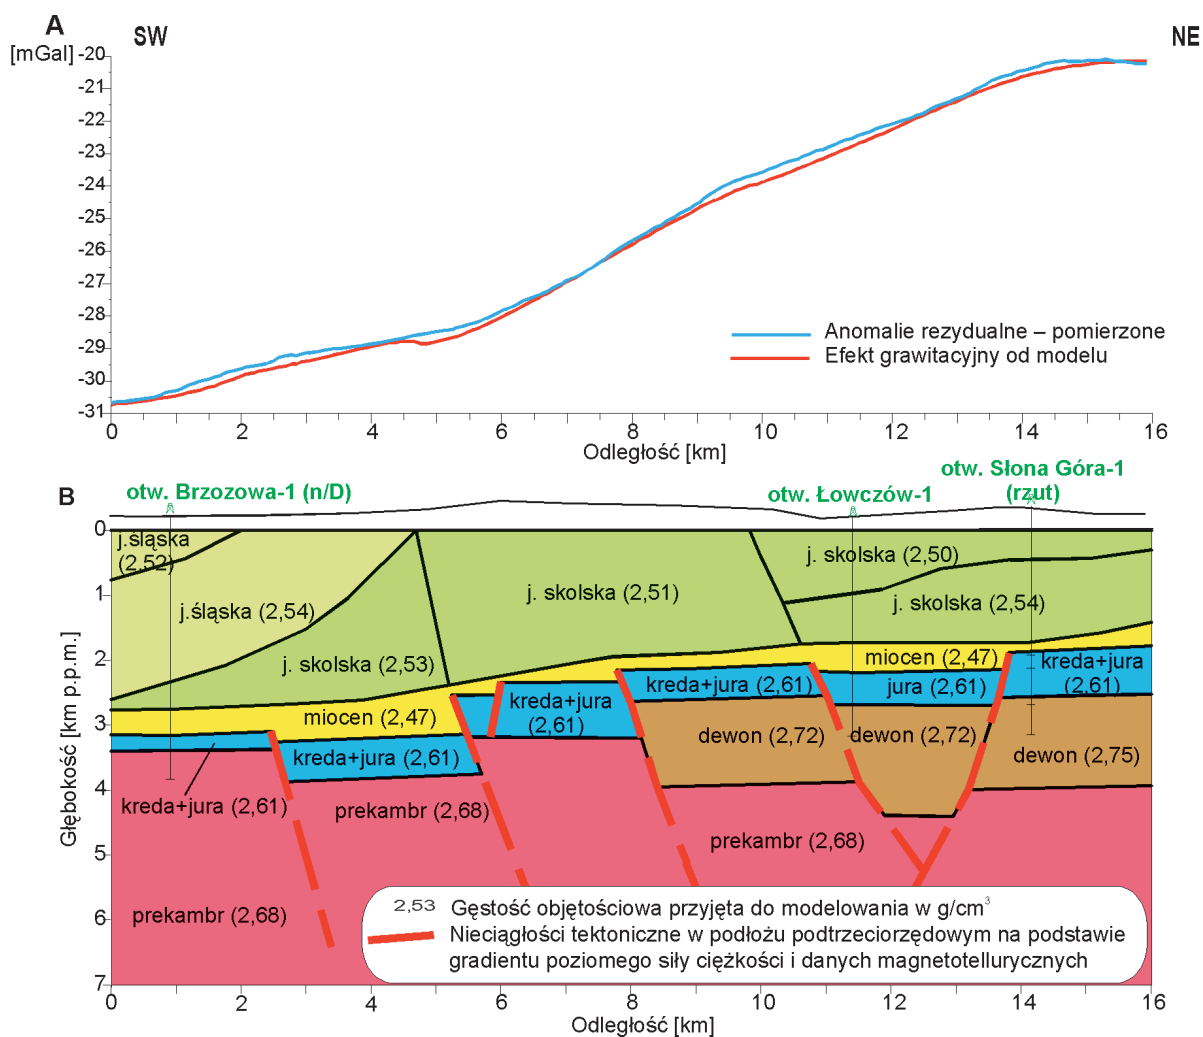 A
[mGal]
SW
NE
-20
-21
-22
-23
-24
-25
-26
-27
-28
-29
-30
-31
Anomalie rezydualne – pomierzone
Efekt grawitacyjny od modelu
0 2 4 6 8 10 12 14 16
Odległość [km]
B
otw. Brzozowa-1 (n/D)
otw. Łowczów-1
otw. Słona Góra-1
(rzut)
Głębokość [km p.p.m.]
0
1
2
3
4
5
6
7
j.śląska
(2,52)
j.śląska (2,54)
j. skolska (2,53)
j. skolska (2,51)
j. skolska (2,50)
j. skolska (2,54)
miocen (2,47)
miocen (2,47)
kreda+jura (2,61)
kreda+jura (2,61)
kreda+jura
(2,61)
kreda+jura (2,61)
jura (2,61)
kreda+jura
(2,61)
dewon (2,72)
dewon (2,72)
dewon (2,75)
prekambr (2,68)
prekambr (2,68)
prekambr (2,68)
2,53 Gęstość objętościowa przyjęta do modelowania w g/cm³
Nieciągłości tektoniczne w podłożu podtrzeciorzędowym na podstawie
gradientu poziomego siły ciężkości i danych magnetotellurycznych
0 2 4 6 8 10 12 14 16
Odległość [km]